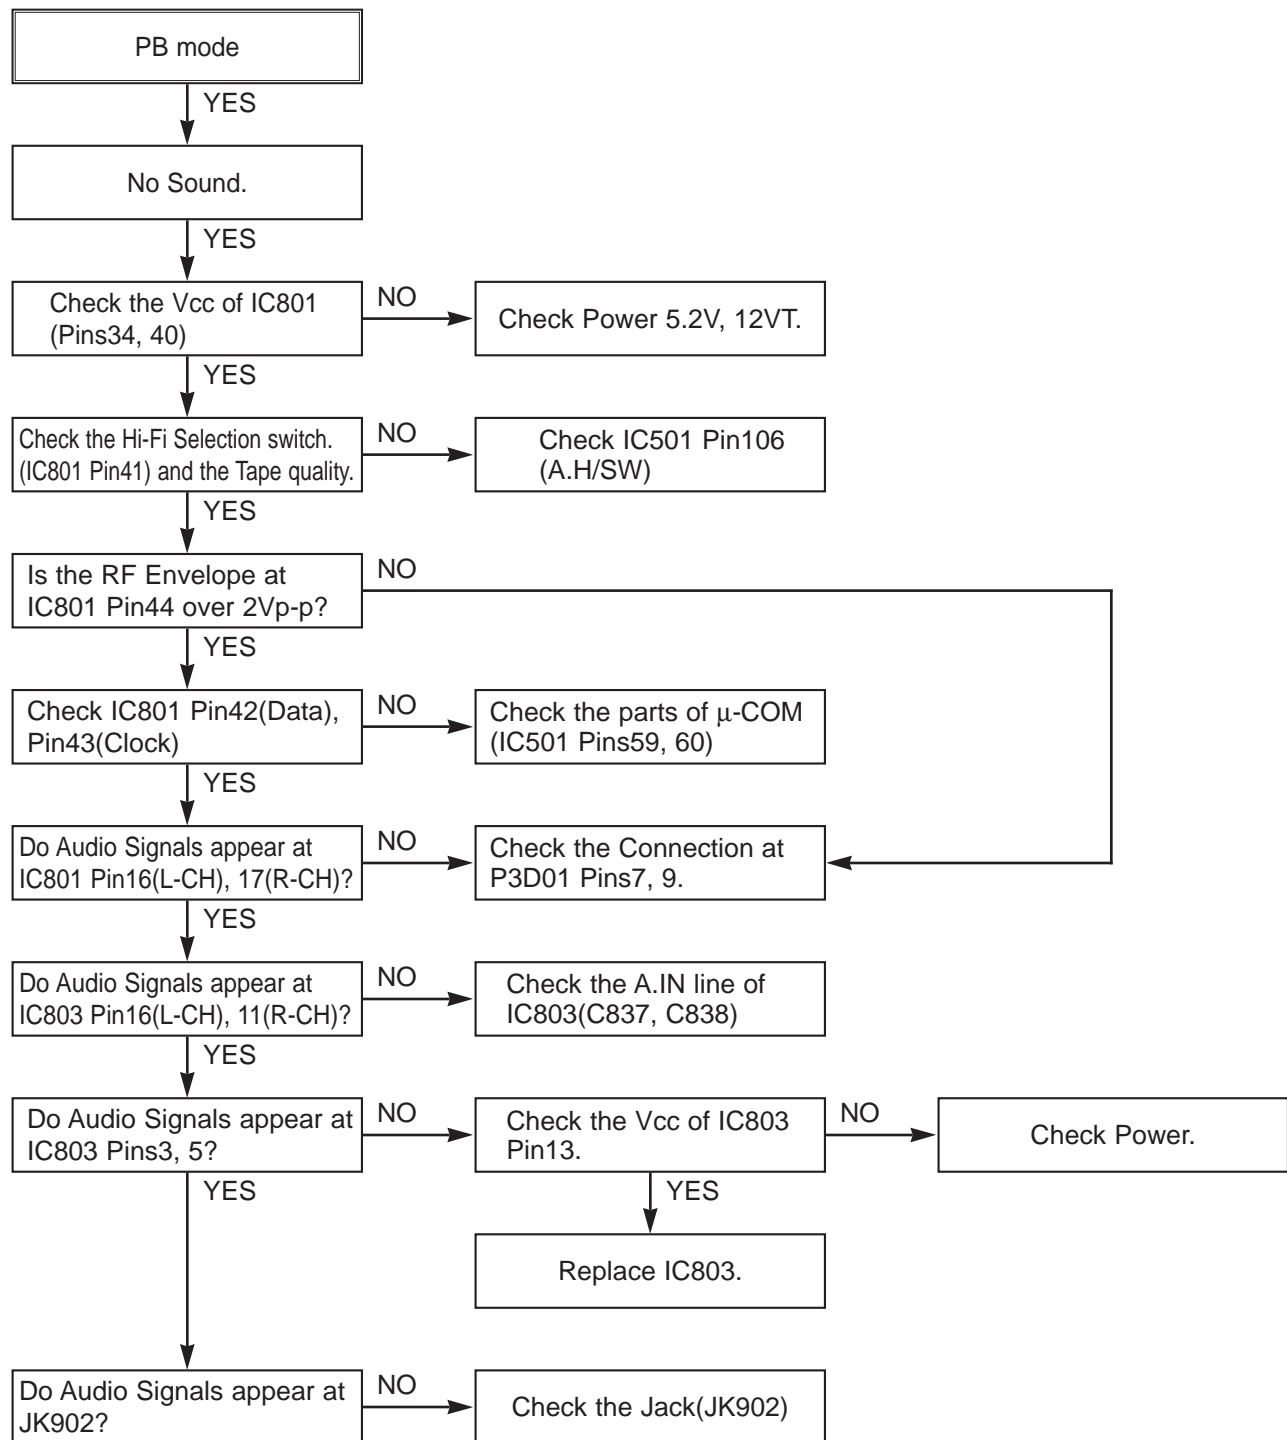 PB mode
YES
No Sound.
YES
Check the Vcc of IC801
(Pins34, 40)
NO
Check Power 5.2V, 12VT.
YES
Check the Hi-Fi Selection switch.
(IC801 Pin41) and the Tape quality.
NO
Check IC501 Pin106
(A.H/SW)
YES
Is the RF Envelope at
IC801 Pin44 over 2Vp-p?
NO
YES
Check IC801 Pin42(Data),
Pin43(Clock)
NO
Check the parts of μ-COM
(IC501 Pins59, 60)
YES
Do Audio Signals appear at
IC801 Pin16(L-CH), 17(R-CH)?
NO
Check the Connection at
P3D01 Pins7, 9.
YES
Do Audio Signals appear at
IC803 Pin16(L-CH), 11(R-CH)?
NO
Check the A.IN line of
IC803(C837, C838)
YES
Do Audio Signals appear at
IC803 Pins3, 5?
NO
Check the Vcc of IC803
Pin13.
NO
Check Power.
YES
YES
Replace IC803.
Do Audio Signals appear at
JK902?
NO
Check the Jack(JK902)